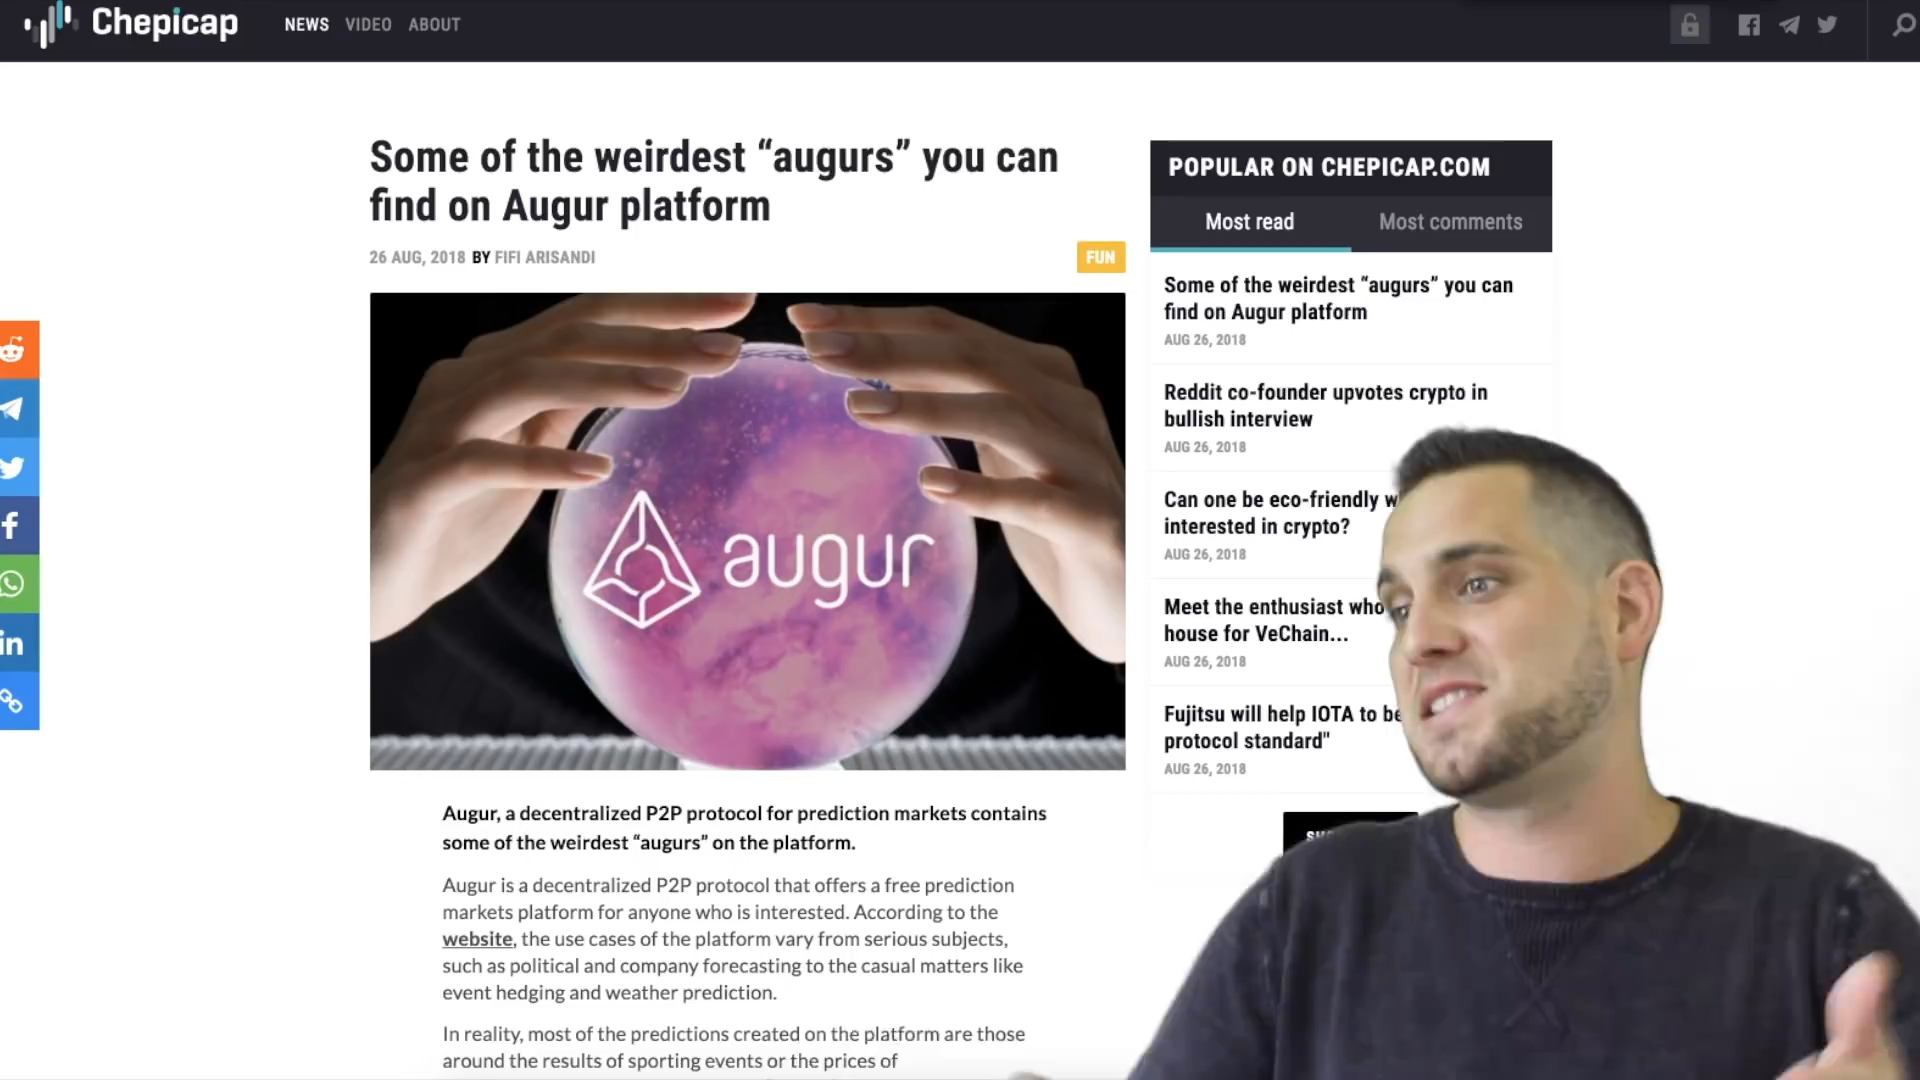 Chepicap
NEWS VIDEO ABOUT
Some of the weirdest “augurs” you can
find on Augur platform
26 AUG, 2018 BY FIFI ARISANDI
FUN
augur
Augur, a decentralized P2P protocol for prediction markets contains
some of the weirdest “augurs” on the platform.
Augur is a decentralized P2P protocol that offers a free prediction
markets platform for anyone who is interested. According to the
website, the use cases of the platform vary from serious subjects,
such as political and company forecasting to the casual matters like
event hedging and weather prediction.
In reality, most of the predictions created on the platform are those
around the results of sporting events or the prices of
POPULAR ON CHEPICAP.COM
Most read Most comments
Some of the weirdest “augurs” you can
find on Augur platform
AUG 26, 2018
Reddit co-founder upvotes crypto in
bullish interview
AUG 26, 2018
Can one be eco-friendly
interested in crypto?
AUG 26, 2018
Meet the enthusiast who
house for VeChain...
AUG 26, 2018
Fujitsu will help IOTA to
protocol standard"
AUG 26, 2018